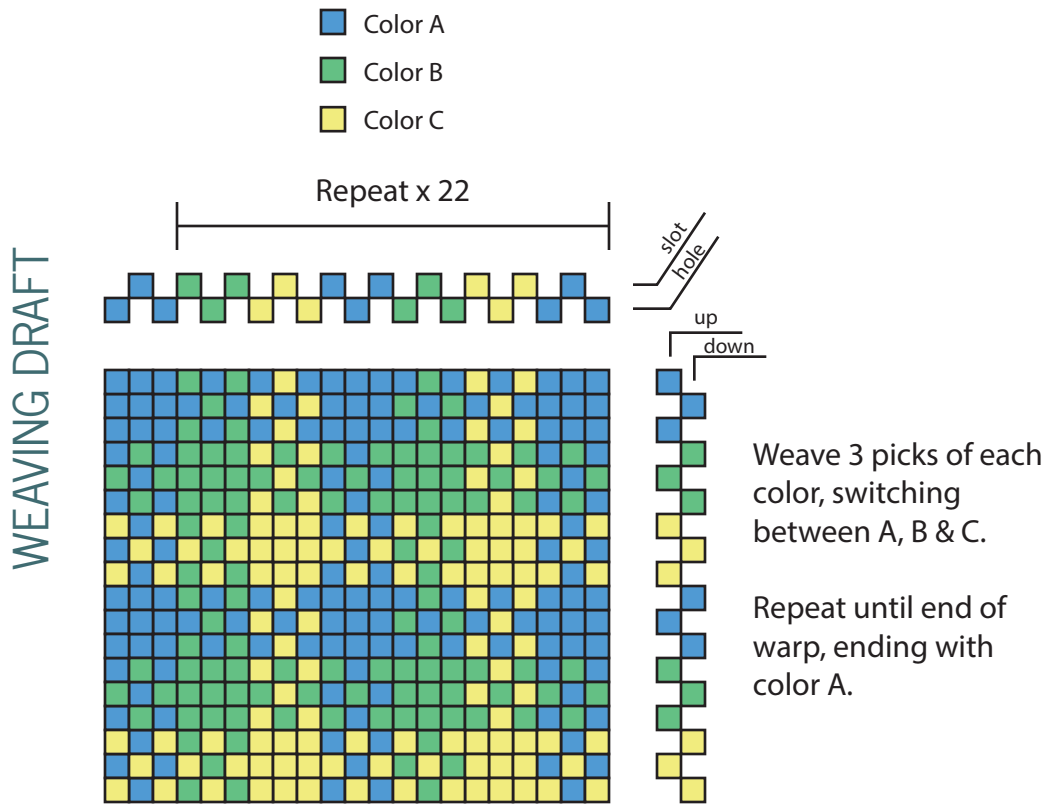 Color A
Color B
Color C
Repeat x 22
slot
hole
up
down
WEAVING DRAFT
Weave 3 picks of each
color, switching
between A, B & C.
Repeat until end of
warp, ending with
color A.